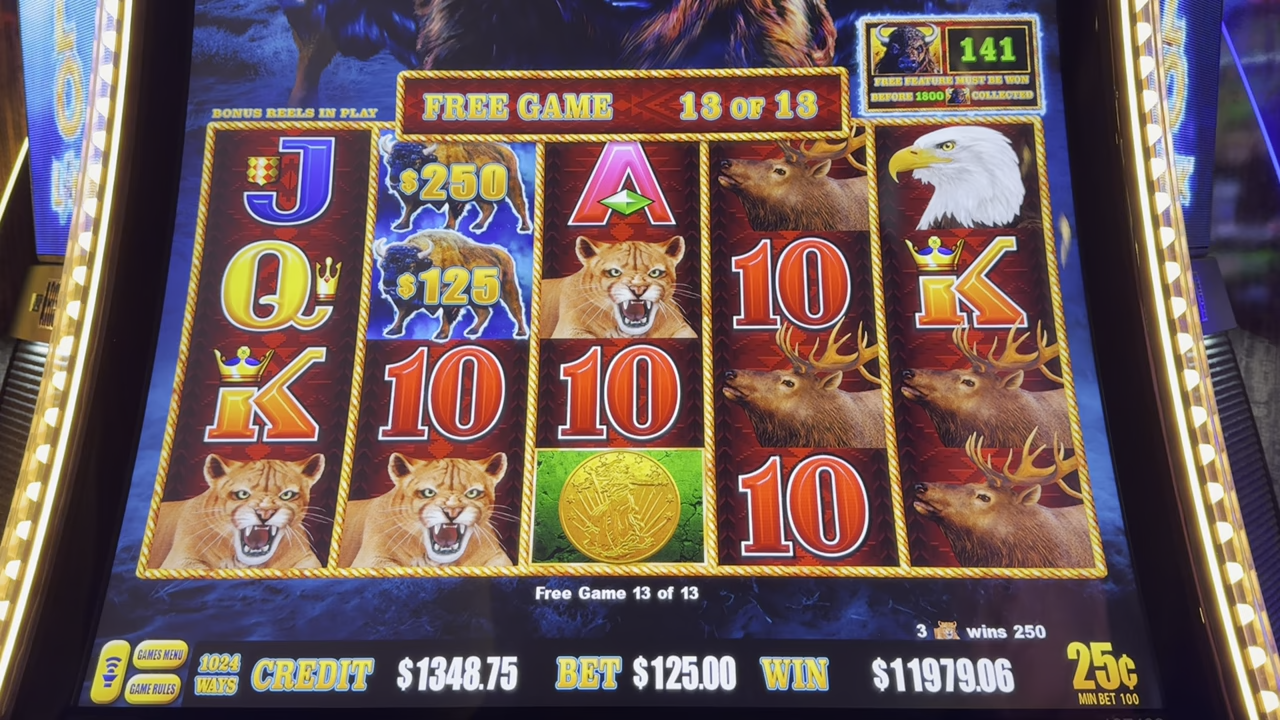 141
FREE FEATURE MUST BE WON
BEFORE 1800 COLLECTED
FREE GAME 13 OF 13
BONUS REELS IN PLAY
J $250 A
Q $125 10 K
K 10 10
10
Free Game 13 of 13
3 wins 250
GAMES MENU
GAME RULES
1024 WAYS
CREDIT $1348.75 BET $125.00 WIN $11979.06
25¢
MIN BET 100